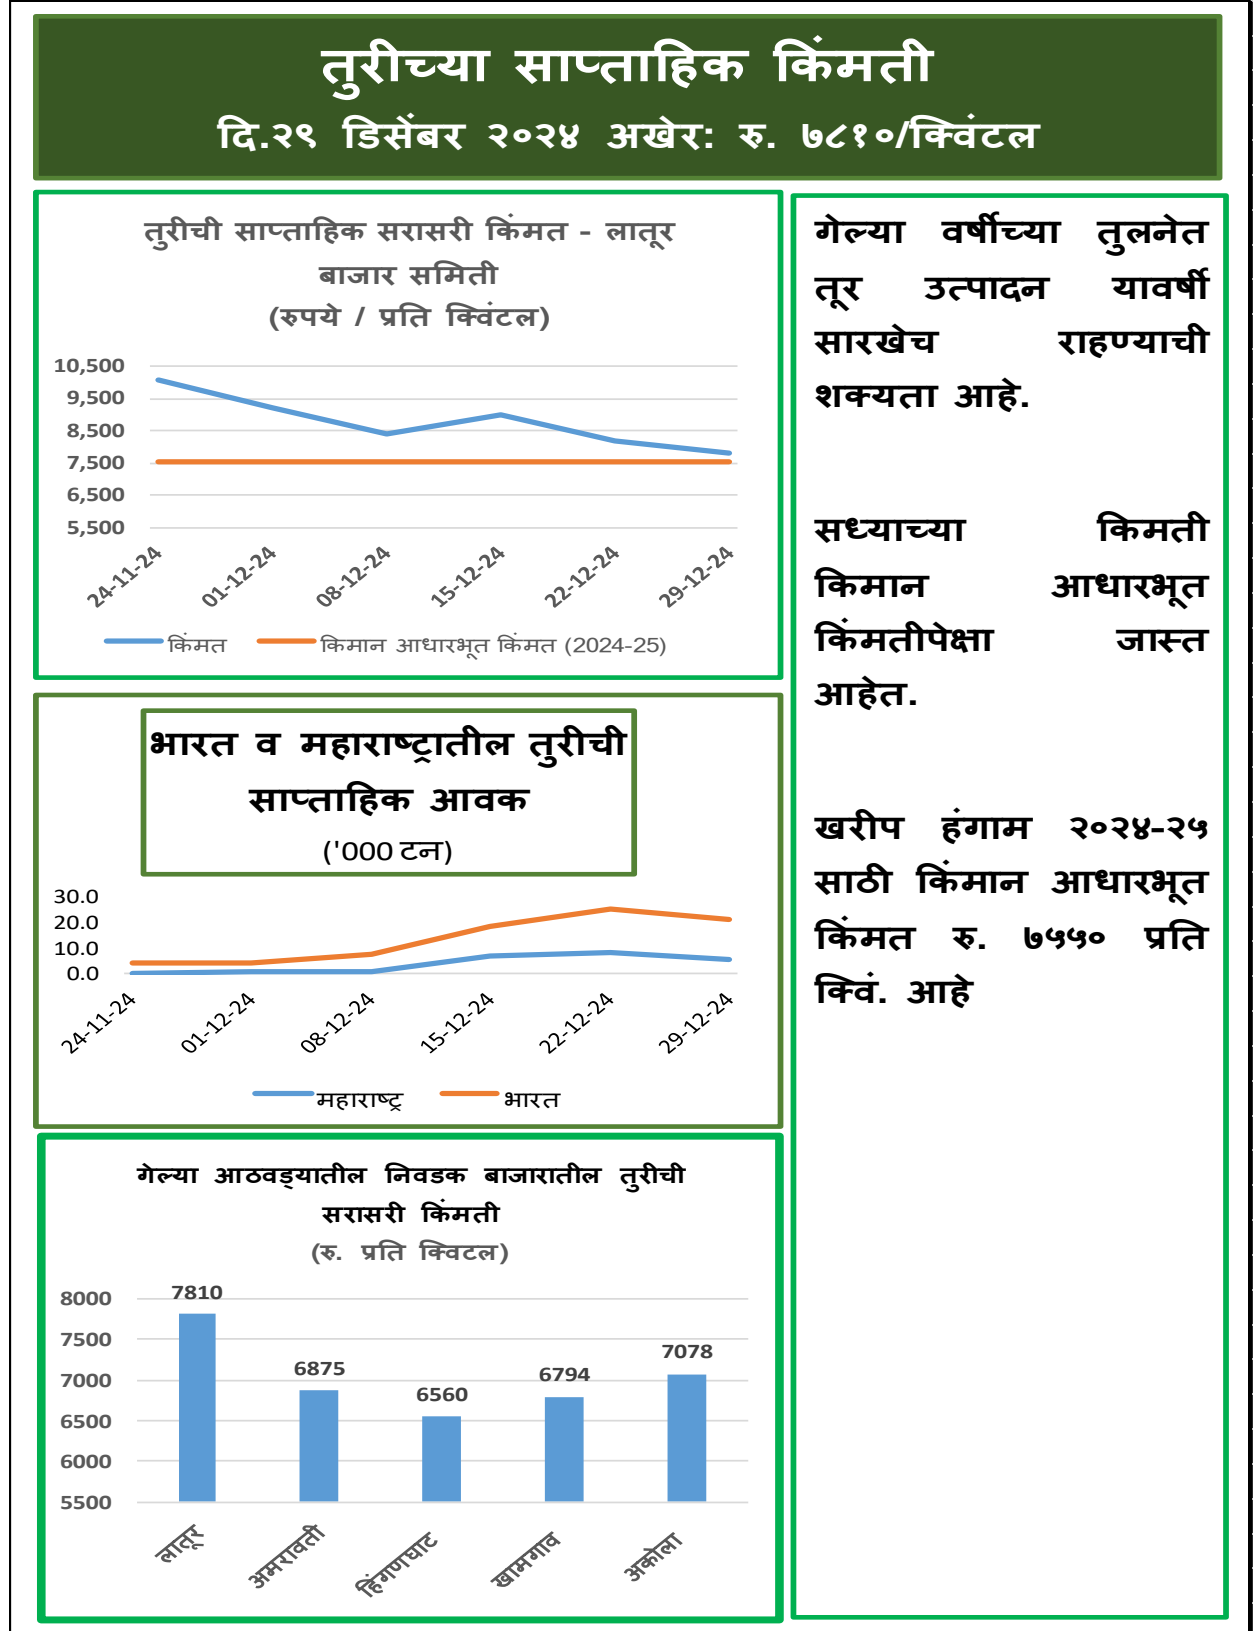 तुरीच्या साप्ताहिक किंमती
दि.२९ डिसेंबर २०२४ अखेर: रु. ७८१०/क्विंटल
तुरीची साप्ताहिक सरासरी किंमत - लातूर
बाजार समिती
(रुपये / प्रति क्विंटल)
10,500
9,500
8,500
7,500
6,500
5,500
24-11-24
01-12-24
08-12-24
15-12-24
22-12-24
29-12-24
किंमत
किमान आधारभूत किंमत (2024-25)
भारत व महाराष्ट्रातील तुरीची
साप्ताहिक आवक
('000 टन)
30.0
20.0
10.0
0.0
24-11-24
01-12-24
08-12-24
15-12-24
22-12-24
29-12-24
महाराष्ट्र
भारत
गेल्या आठवड्यातील निवडक बाजारातील तुरीची
सरासरी किंमती
(रु. प्रति क्विटल)
8000
7500
7000
6500
6000
5500
7810
6875
6560
6794
7078
लातूर
अमरावती
हिंगणघाट
खामगाव
अकोला
गेल्या वर्षीच्या तुलनेत
तूर उत्पादन यावर्षी
सारखेच राहण्याची
शक्यता आहे.
सध्याच्या किमती
किमान आधारभूत
किंमतीपेक्षा जास्त
आहेत.
खरीप हंगाम २०२४-२५
साठी किंमान आधारभूत
किंमत रु. ७५५० प्रति
क्विं. आहे